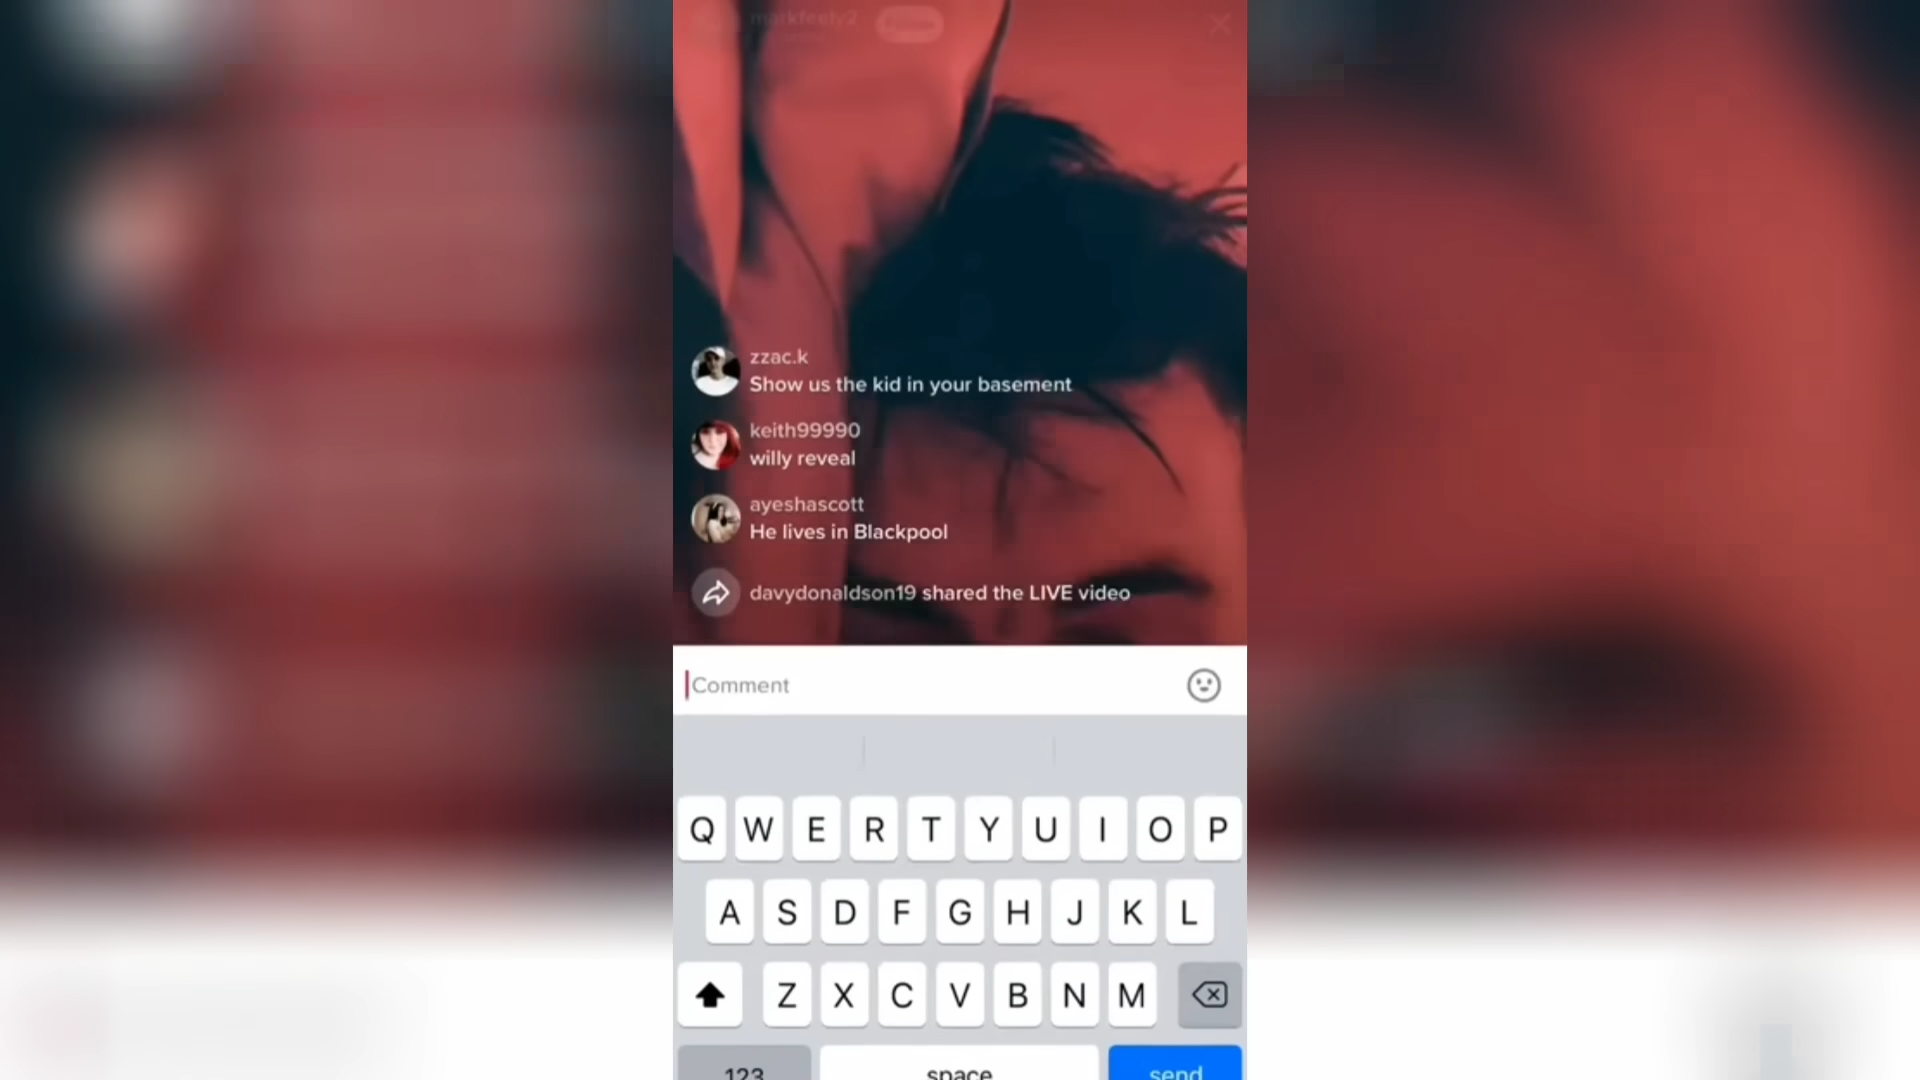 markfeely2
zzac.k
Show us the kid in your basement
keith99990
willy reveal
ayeshascott
He lives in Blackpool
davydonaldson19 shared the LIVE video
Comment
Q W E R T Y U I O P
A S D F G H J K L
Z X C V B N M
123 space send